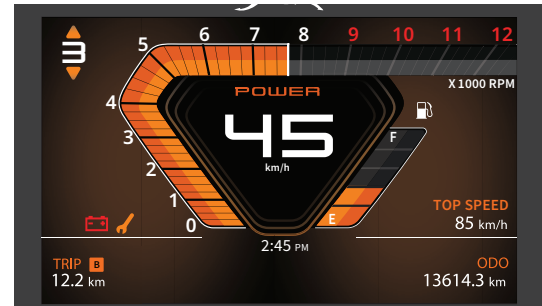 6 7 8 9 10 11 12
5
3
X1000 RPM
POWER
4
45
F
3
km/h
2
1
TOP SPEED
0
E
85 km/h
2:45 PM
TRIP B
ODO
12.2 km
13614.3 km